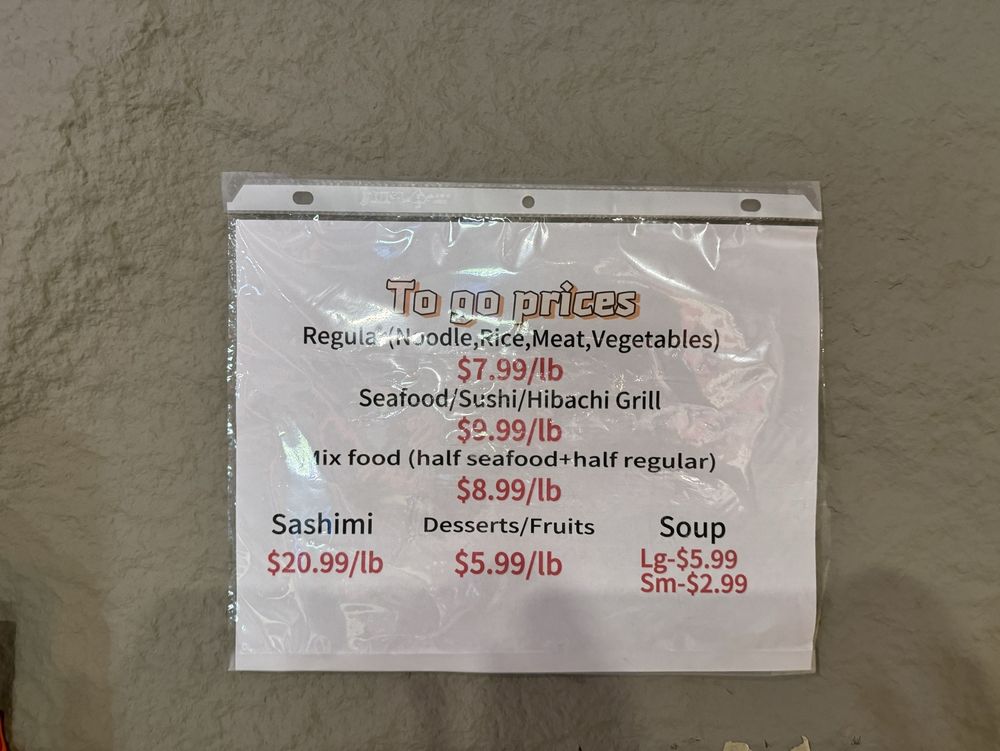 To go prices
Regular (Noodle,Rice,Meat,Vegetables)
$7.99/lb
Seafood/Sushi/Hibachi Grill
$9.99/lb
Mix food (half seafood+half regular)
$8.99/lb
Sashimi Desserts/Fruits Soup
$20.99/lb $5.99/lb Lg-$5.99
Sm-$2.99